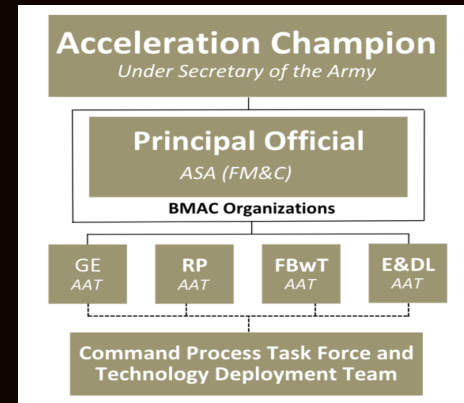 Acceleration Champion
Under Secretary of the Army
Principal Official
ASA (FM&C)
BMAC Organizations
GE
AAT
RP
AAT
FBwT
AAT
E&DL
AAT
Command Process Task Force and
Technology Deployment Team